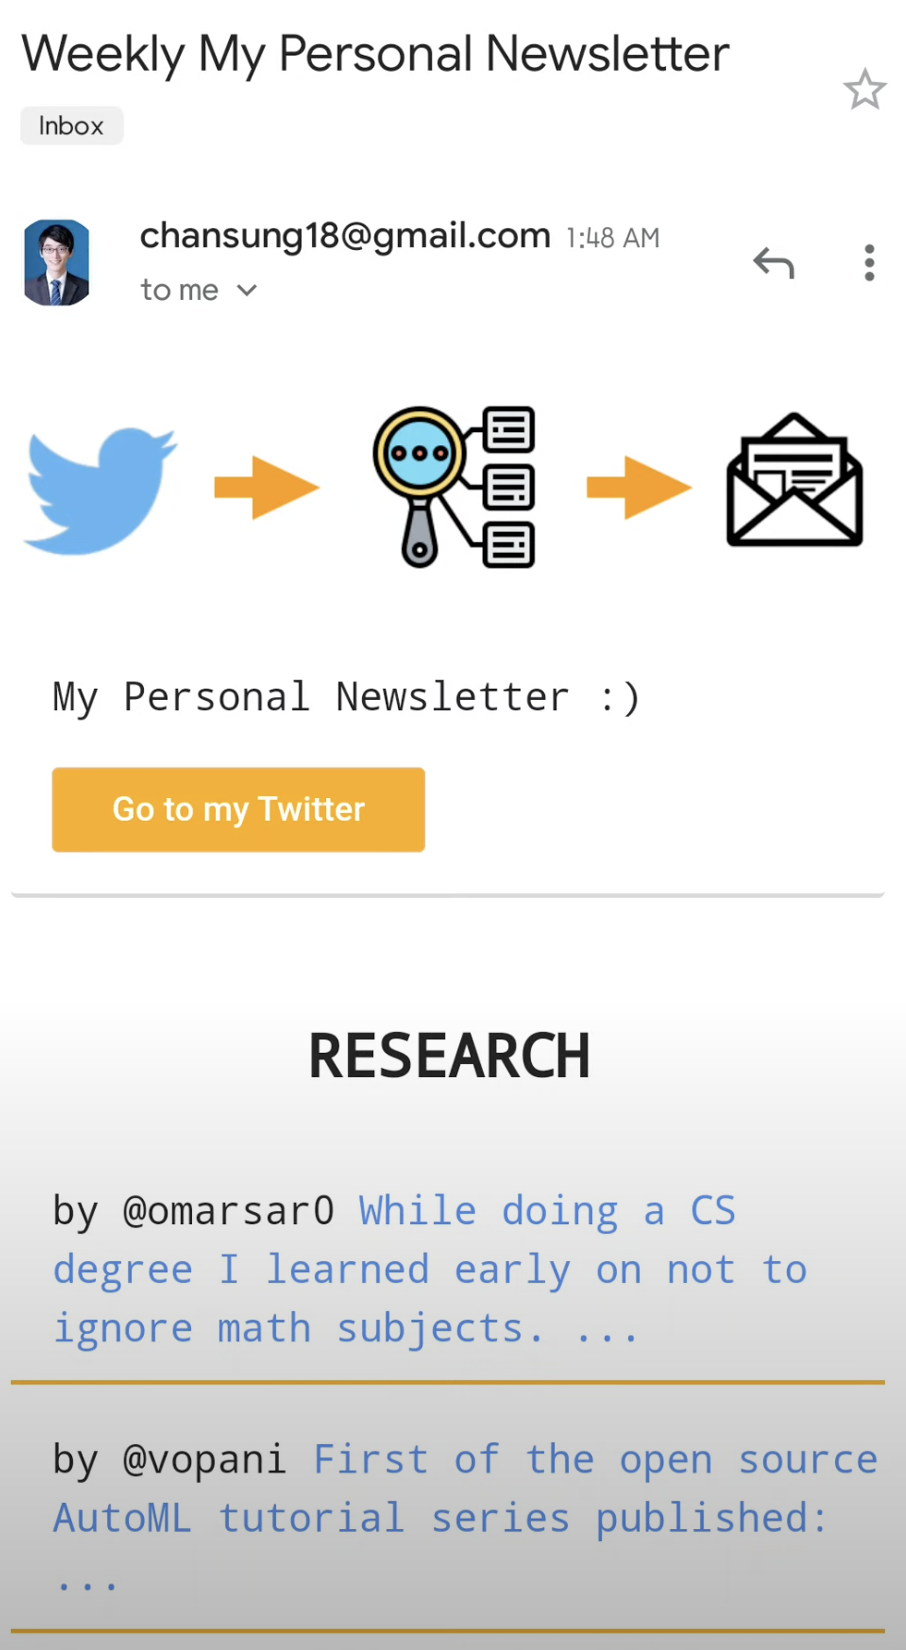 Weekly My Personal Newsletter
Inbox
chansung18@gmail.com 1:48 AM
to me
My Personal Newsletter :)
Go to my Twitter
RESEARCH
by @omarsar0 While doing a CS
degree I learned early on not to
ignore math subjects. ...
by @vopani First of the open source
AutoML tutorial series published:
...